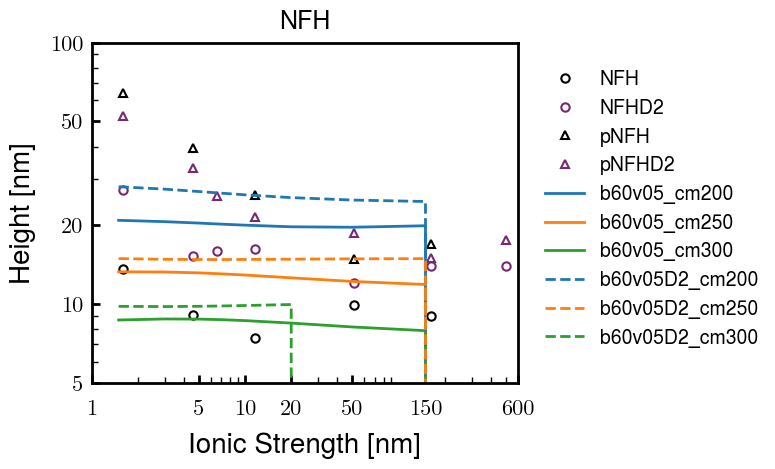 NFH
Height [nm]
100
50
20
10
5
1
5
10
20
50
150
600
Ionic Strength [nm]
NFH
NFHD2
pNFH
pNFHD2
b60v05_cm200
b60v05_cm250
b60v05_cm300
b60v05D2_cm200
b60v05D2_cm250
b60v05D2_cm300